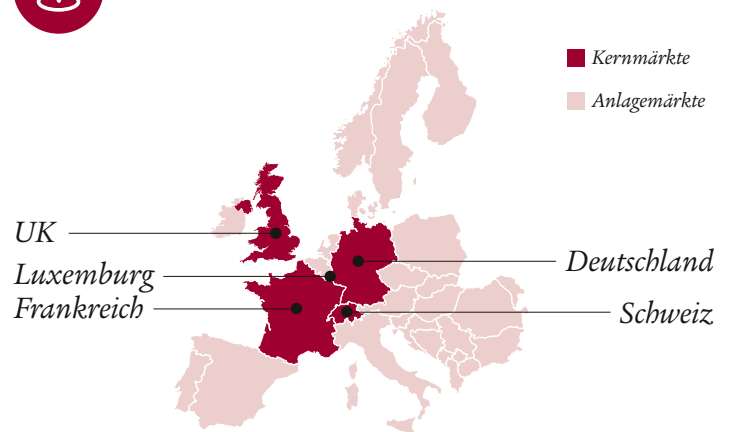 Kernmärkte
Anlagemärkte
UK
Luxemburg
Frankreich
Deutschland
Schweiz